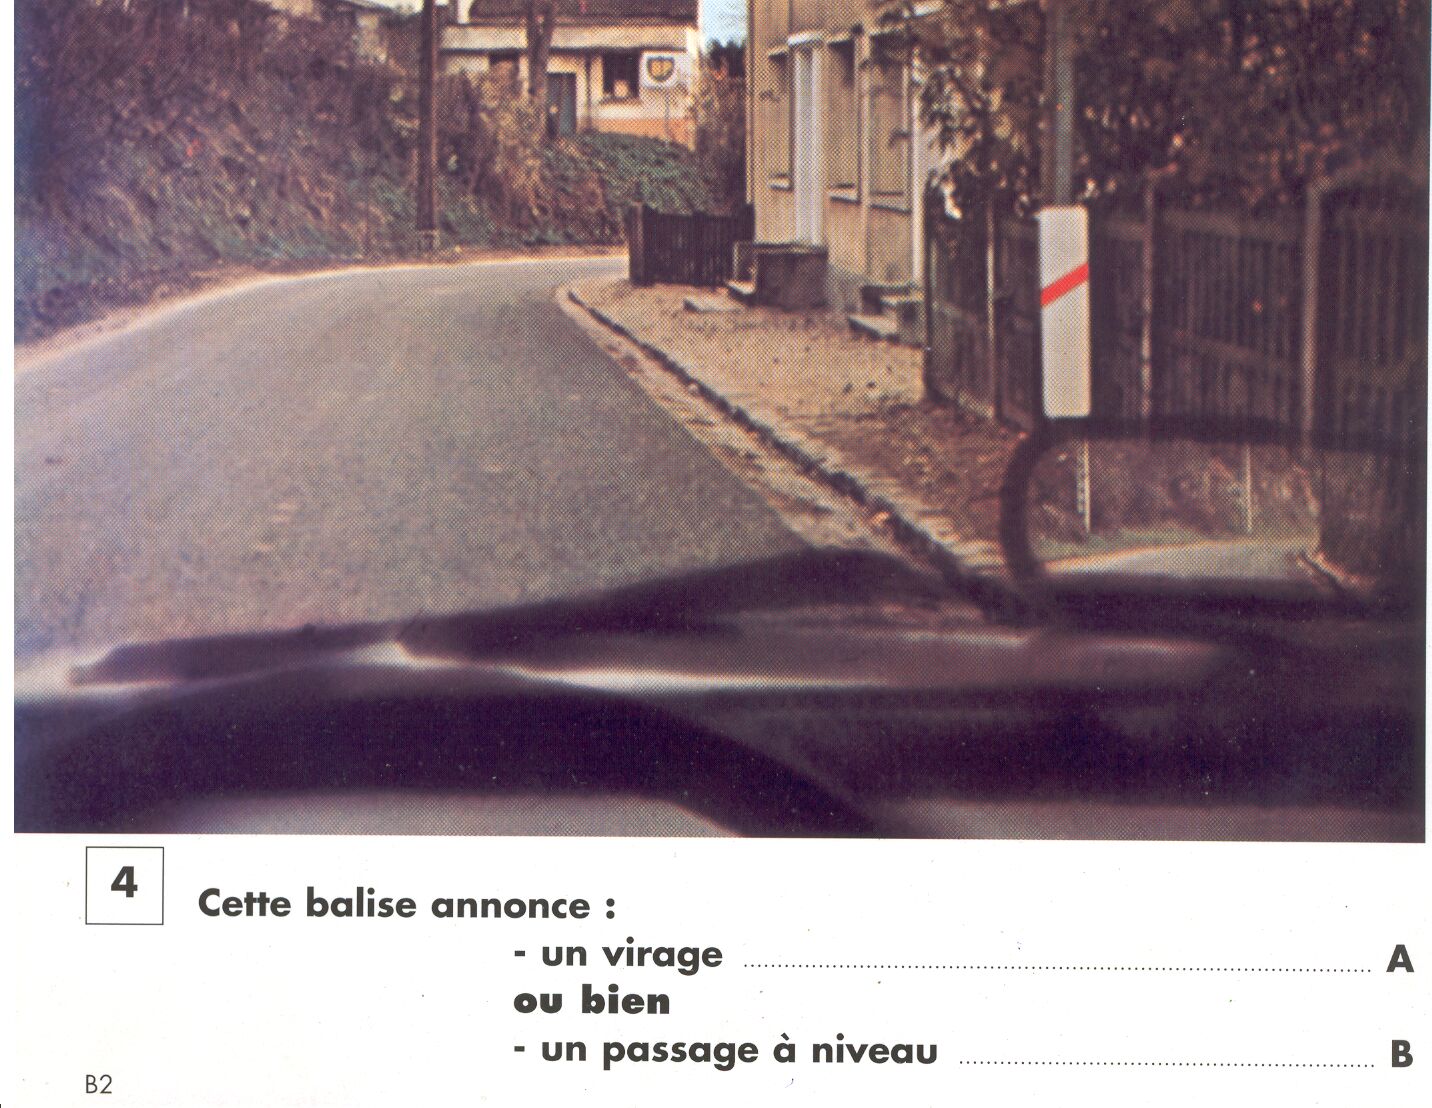 4
Cette balise annonce :
- un virage ........ A
ou bien
- un passage à niveau ........ B
B2